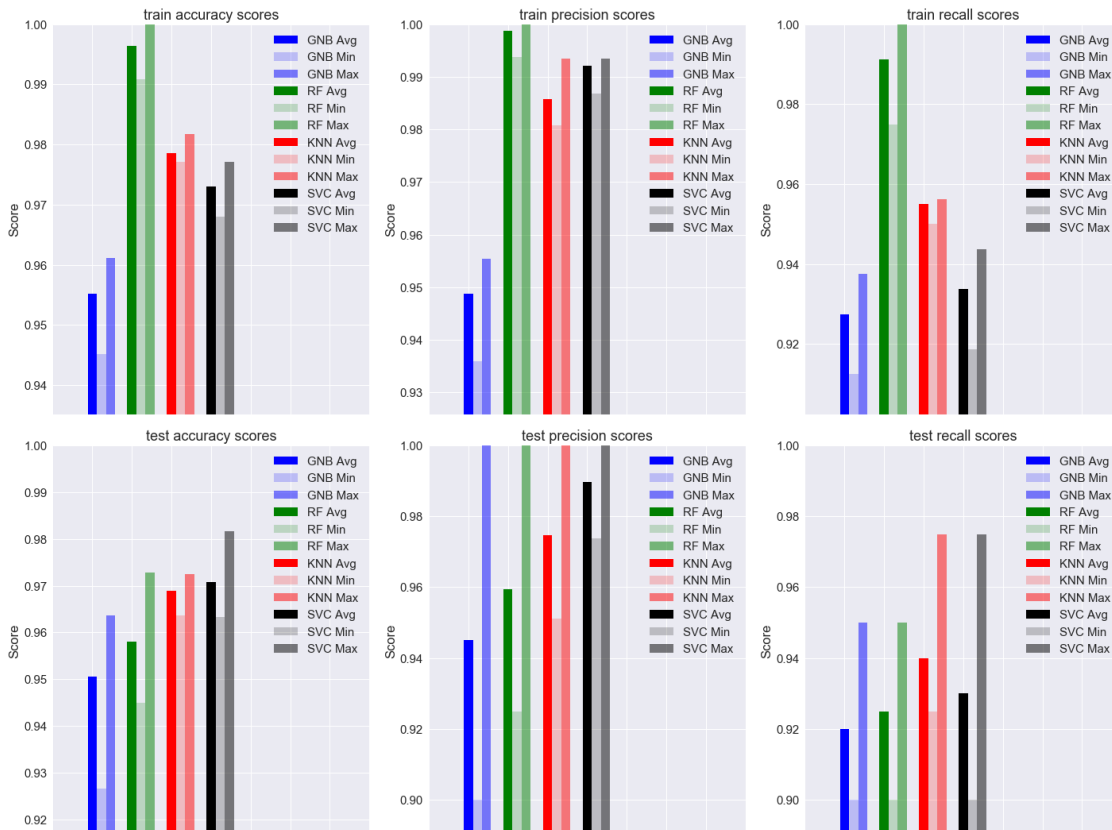 train accuracy scores
Score
1.00
0.99
0.98
0.97
0.96
0.95
0.94
GNB Avg
GNB Min
GNB Max
RF Avg
RF Min
RF Max
KNN Avg
KNN Min
KNN Max
SVC Avg
SVC Min
SVC Max
train precision scores
1.00
0.99
0.98
0.97
0.96
0.95
0.94
0.93
GNB Avg
GNB Min
GNB Max
RF Avg
RF Min
RF Max
KNN Avg
KNN Min
KNN Max
SVC Avg
SVC Min
SVC Max
train recall scores
Score
1.00
0.98
0.96
0.94
0.92
GNB Avg
GNB Min
GNB Max
RF Avg
RF Min
RF Max
KNN Avg
KNN Min
KNN Max
SVC Avg
SVC Min
SVC Max
test accuracy scores
Score
1.00
0.99
0.98
0.97
0.96
0.95
0.94
0.93
0.92
GNB Avg
GNB Min
GNB Max
RF Avg
RF Min
RF Max
KNN Avg
KNN Min
KNN Max
SVC Avg
SVC Min
SVC Max
test precision scores
1.00
0.98
0.96
0.94
0.92
0.90
GNB Avg
GNB Min
GNB Max
RF Avg
RF Min
RF Max
KNN Avg
KNN Min
KNN Max
SVC Avg
SVC Min
SVC Max
test recall scores
Score
1.00
0.98
0.96
0.94
0.92
0.90
GNB Avg
GNB Min
GNB Max
RF Avg
RF Min
RF Max
KNN Avg
KNN Min
KNN Max
SVC Avg
SVC Min
SVC Max